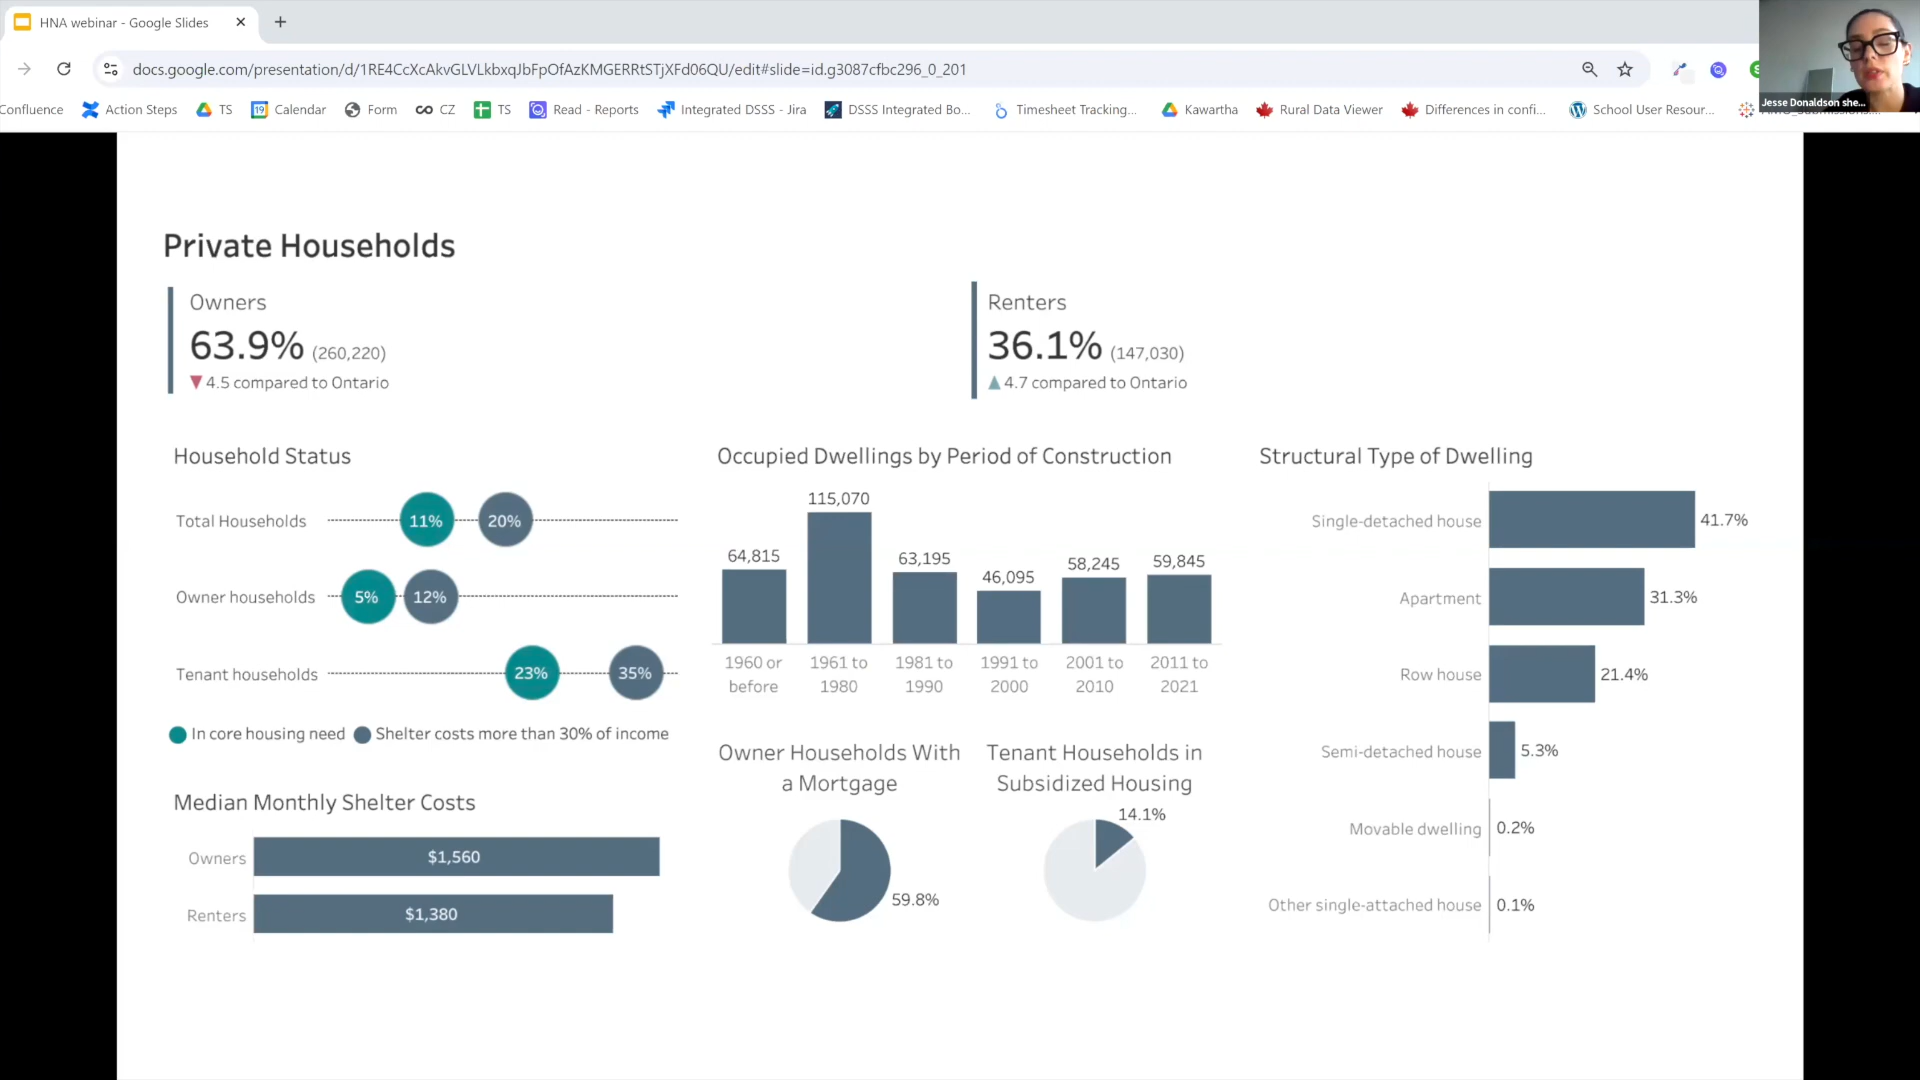 HNA webinar - Google Slides
docs.google.com/presentation/d/1RE4CcXcAkvGLVLkbxqJbFpOfAzKMGERRtSTjXFd06QU/edit#slide=id.g3087cfbc296_0_201
Confluence Action Steps TS Calendar Form CZ TS Read - Reports Integrated DSSS - Jira DSSS Integrated Bo... Timesheet Tracking... Kawartha Rural Data Viewer Differences in confi... School User Resour...
Jesse Donaldson she...
Private Households
Owners
63.9% (260,220)
4.5 compared to Ontario
Renters
36.1% (147,030)
4.7 compared to Ontario
Household Status
Total Households 11% 20%
Owner households 5% 12%
Tenant households 23% 35%
In core housing need Shelter costs more than 30% of income
Median Monthly Shelter Costs
Owners $1,560
Renters $1,380
Occupied Dwellings by Period of Construction
64,815 115,070 63,195 46,095 58,245 59,845
1960 or 1961 to 1981 to 1991 to 2001 to 2011 to
before 1980 1990 2000 2010 2021
Owner Households With
a Mortgage
59.8%
Tenant Households in
Subsidized Housing
14.1%
Structural Type of Dwelling
Single-detached house 41.7%
Apartment 31.3%
Row house 21.4%
Semi-detached house 5.3%
Movable dwelling 0.2%
Other single-attached house 0.1%